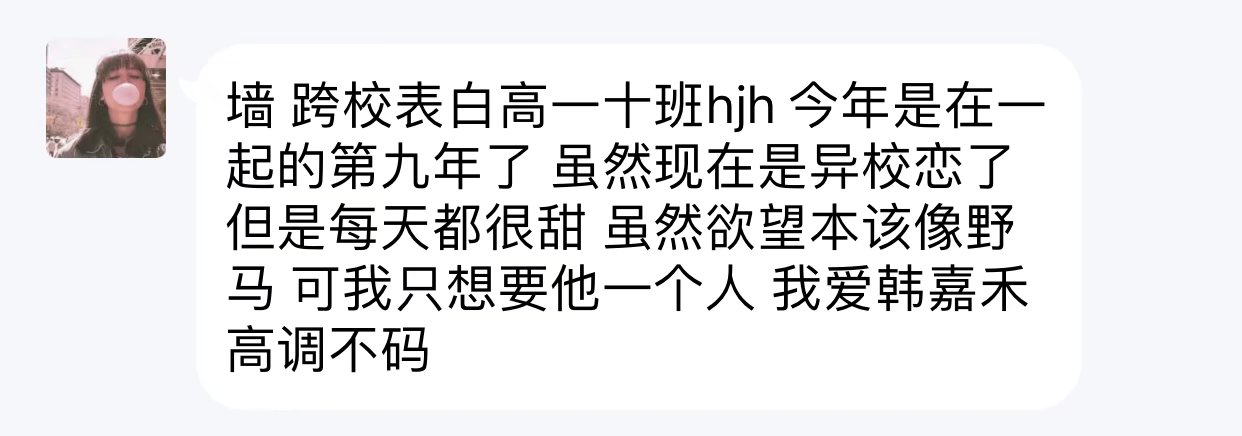 墙 跨校表白高一十班hjh 今年是在一
起的第九年了 虽然现在是异校恋了
但是每天都很甜 虽然欲望本该像野
马 可我只想要他一个人 我爱韩嘉禾
高调不码